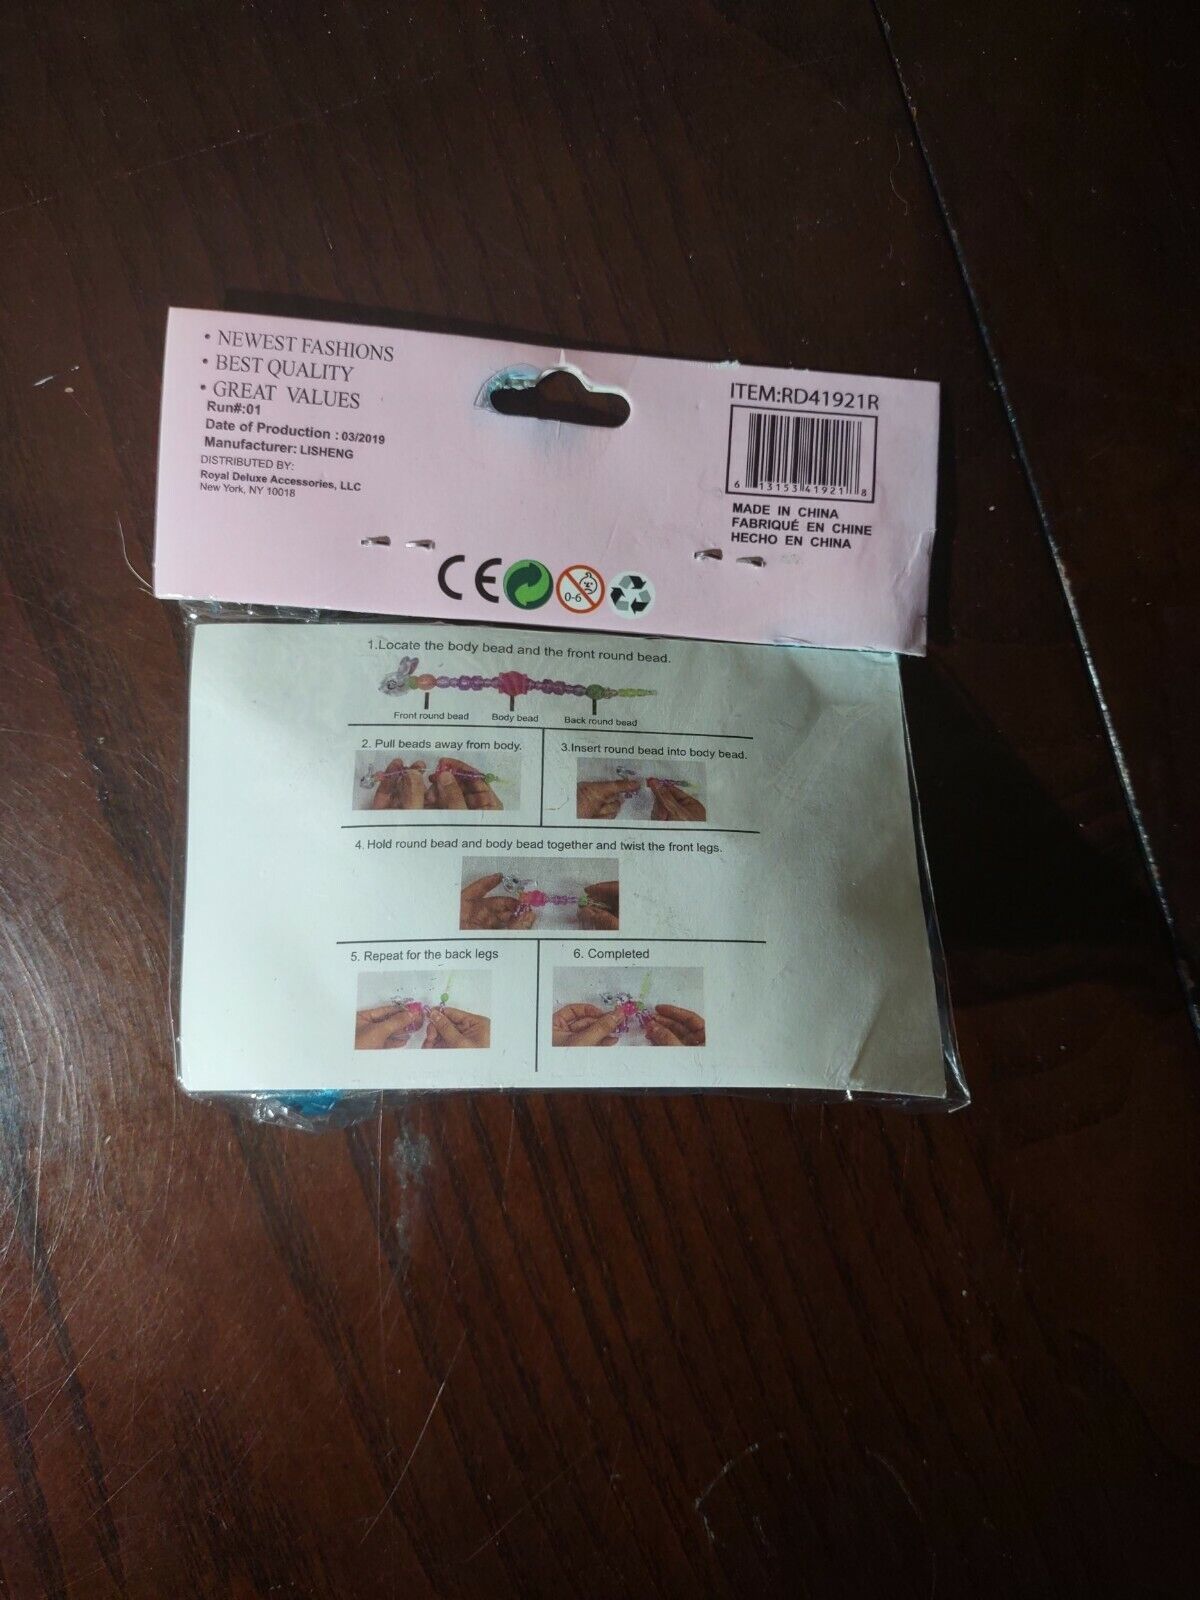 • NEWEST FASHIONS
• BEST QUALITY
• GREAT VALUES
Run#:01
Date of Production : 03/2019
Manufacturer: LISHENG
DISTRIBUTED BY:
Royal Deluxe Accessories, LLC
New York, NY 10018
ITEM:RD41921R
6 13153 41921 8
MADE IN CHINA
FABRIQUÉ EN CHINE
HECHO EN CHINA
CE
0-6
1.Locate the body bead and the front round bead.
Front round bead Body bead Back round bead
2. Pull beads away from body.
3.Insert round bead into body bead.
4. Hold round bead and body bead together and twist the front legs.
5. Repeat for the back legs
6. Completed